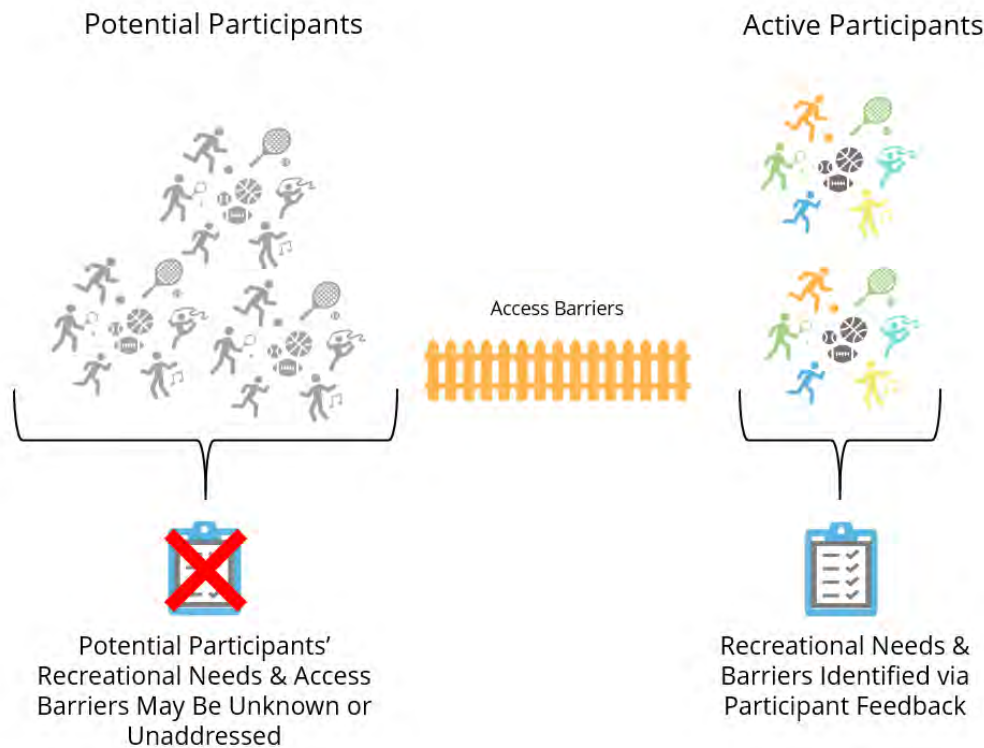 Potential Participants
Active Participants
Access Barriers
Potential Participants’
Recreational Needs & Access
Barriers May Be Unknown or
Unaddressed
Recreational Needs &
Barriers Identified via
Participant Feedback